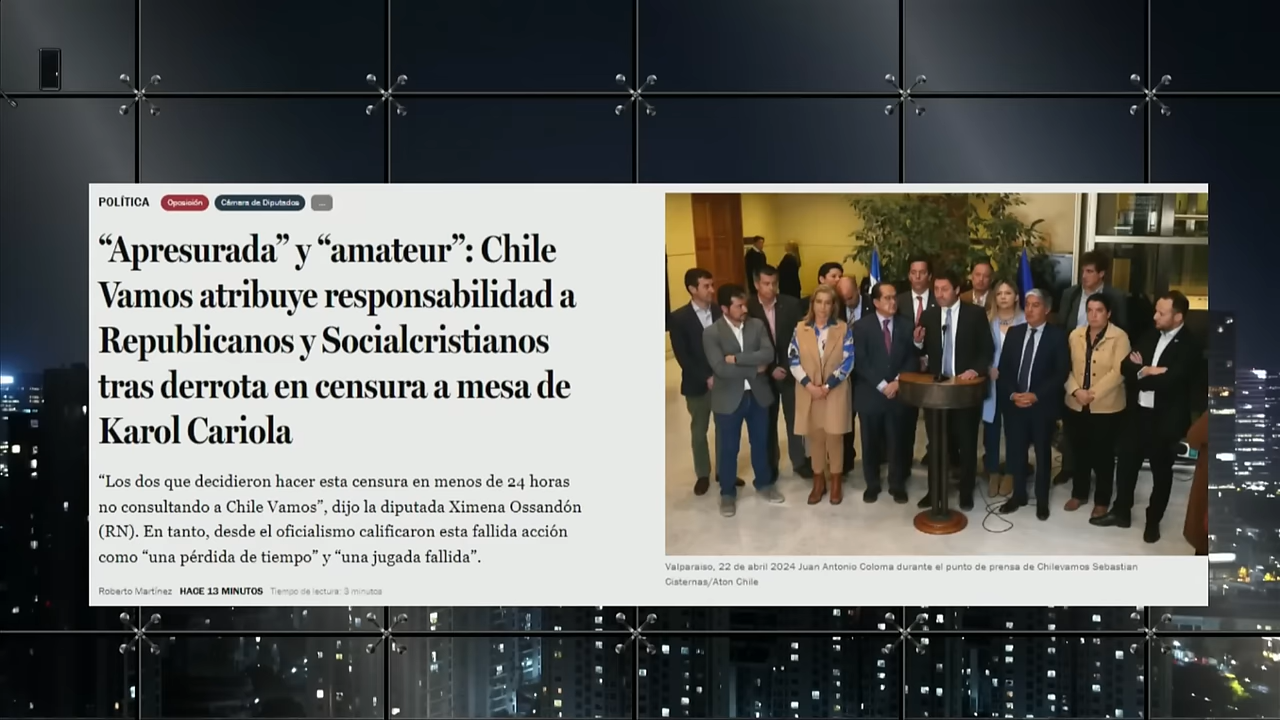 POLÍTICA Oposición Cámara de Diputados ...
“Apresurada” y “amateur”: Chile
Vamos atribuye responsabilidad a
Republicanos y Socialcristianos
tras derrota en censura a mesa de
Karol Cariola
“Los dos que decidieron hacer esta censura en menos de 24 horas
no consultando a Chile Vamos”, dijo la diputada Ximena Ossandón
(RN). En tanto, desde el oficialismo calificaron esta fallida acción
como “una pérdida de tiempo” y “una jugada fallida”.
Roberto Martínez HACE 13 MINUTOS Tiempo de lectura: 3 minutos
Valparaiso, 22 de abril 2024 Juan Antonio Coloma durante el punto de prensa de Chilevamos Sebastian
Cisternas/Aton Chile